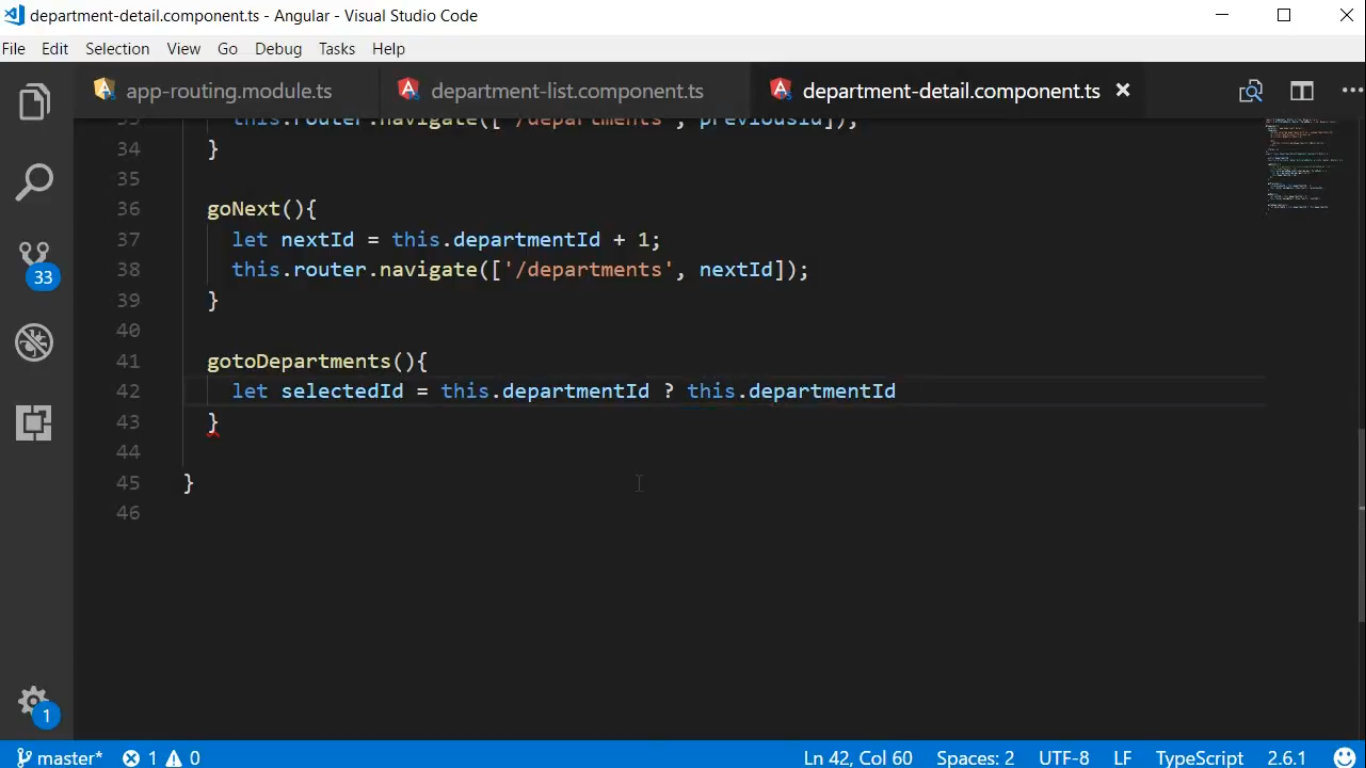 department-detail.component.ts - Angular - Visual Studio Code
File Edit Selection View Go Debug Tasks Help
app-routing.module.ts department-list.component.ts department-detail.component.ts
33 this.router.navigate(['/departments', previousId]);
34 }
35
36 goNext(){
37 let nextId = this.departmentId + 1;
38 this.router.navigate(['/departments', nextId]);
39 }
40
41 gotoDepartments(){
42 let selectedId = this.departmentId ? this.departmentId
43 }
44
45 }
46
33
1
master* 1 0 Ln 42, Col 60 Spaces: 2 UTF-8 LF TypeScript 2.6.1